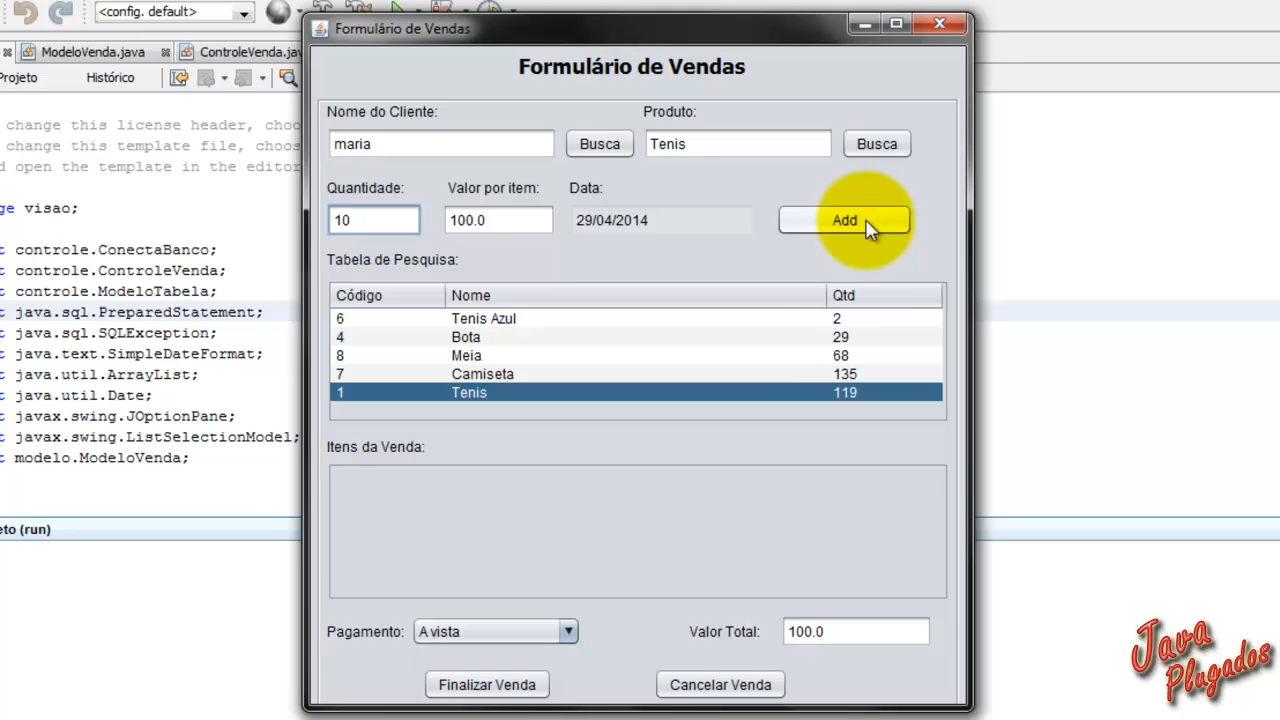 <config. default>
Formulário de Vendas
ModeloVenda.java
ControleVenda.jav
Projeto
Histórico
change this license header, choo
change this template file, choos
d open the template in the editor
ge visao;
t controle.ConectaBanco;
t controle.ControleVenda;
t controle.ModeloTabela;
t java.sql.PreparedStatement;
t java.sql.SQLException;
t java.text.SimpleDateFormat;
t java.util.ArrayList;
t java.util.Date;
t javax.swing.JOptionPane;
t javax.swing.ListSelectionModel;
t modelo.ModeloVenda;
eto (run)
Formulário de Vendas
Nome do Cliente: Produto:
maria Busca Tenis Busca
Quantidade: Valor por item: Data:
10 100.0 29/04/2014 Add
Tabela de Pesquisa:
Código Nome Qtd
6 Tenis Azul 2
4 Bota 29
8 Meia 68
7 Camiseta 135
1 Tenis 119
Itens da Venda:
Pagamento: A vista Valor Total: 100.0
Finalizar Venda Cancelar Venda
Java
Plugados